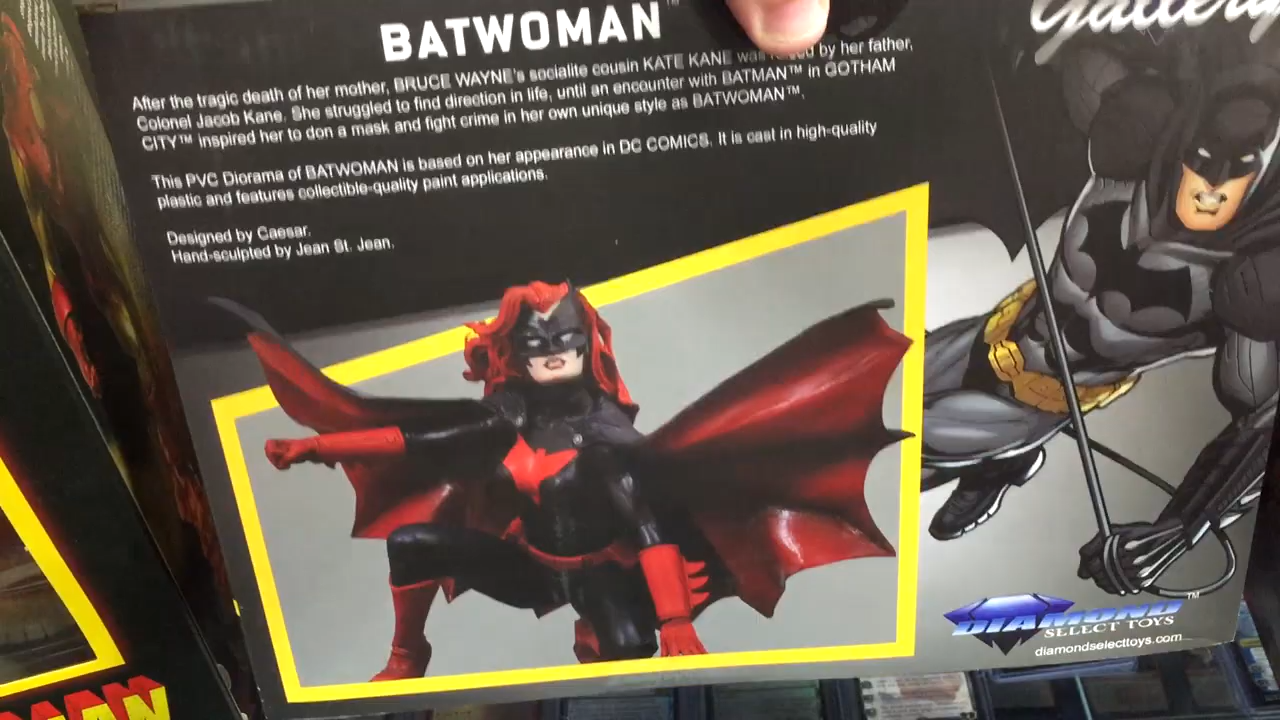 BATWOMAN™
Gallery
After the tragic death of her mother, BRUCE WAYNE's socialite cousin KATE KANE was by her father,
Colonel Jacob Kane. She struggled to find direction in life, until an encounter with BATMAN™ in GOTHAM
CITY™ inspired her to don a mask and fight crime in her own unique style as BATWOMAN™.
This PVC Diorama of BATWOMAN is based on her appearance in DC COMICS. It is cast in high-quality
plastic and features collectible-quality paint applications.
Designed by Caesar.
Hand-sculpted by Jean St. Jean.
DIAMOND™
SELECT TOYS
diamondselecttoys.com